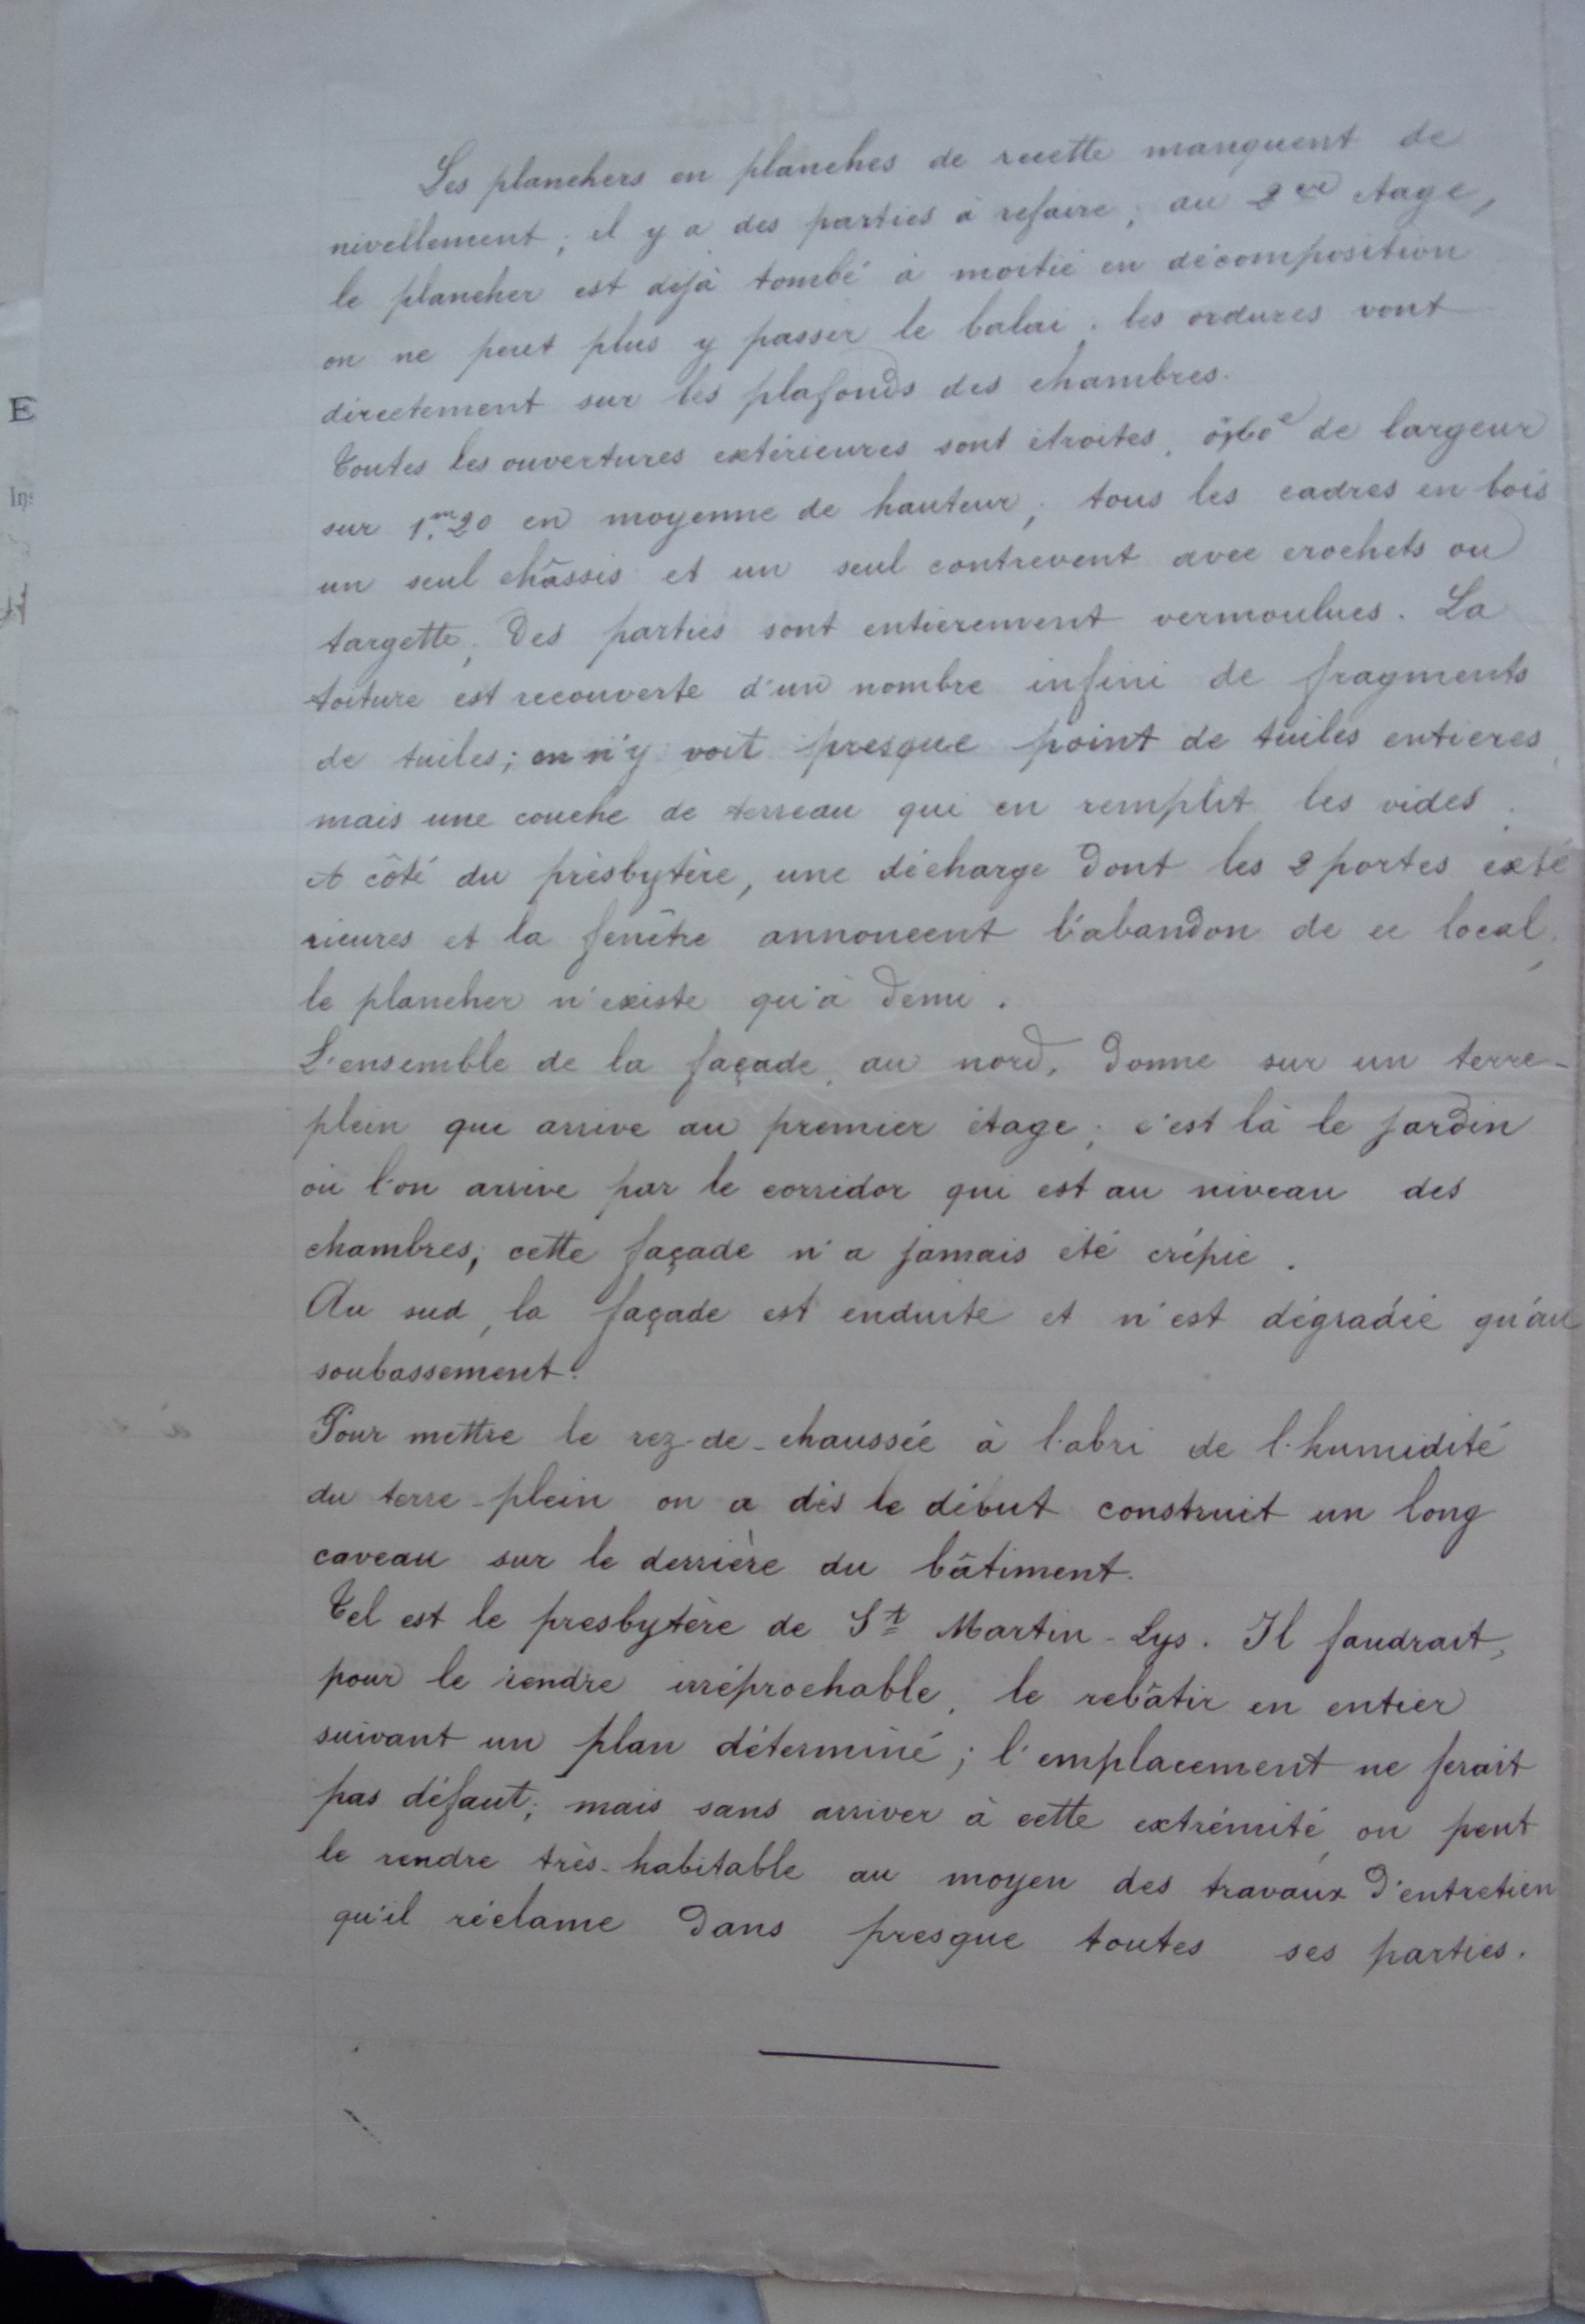 Les planchers en planches de recette manquent de
nivellement, il y a des parties à refaire, au 2me étage,
le plancher est déjà tombé à moitié en décomposition
on ne peut plus y passer le balai, les ordures vont
directement sur les plafonds des chambres.
Toutes les ouvertures extérieures sont étroites, de largeur
sur 1.m20 en moyenne de hauteur, tous les cadres en bois
un seul châssis et un seul contrevent avec crochets ou
targette, Des parties sont entièrement vermoulues. La
toiture est recouverte d'un nombre infini de fragments
de tuiles; on n'y voit presque point de tuiles entières,
mais une couche de terreau qui en remplit les vides.
A côté du présbytère, une décharge dont les 2 portes exté
rieures et la fenêtre annoncent l'abandon de ce local,
le plancher n'existe qu'à demi.
L'ensemble de la façade, au nord, donne sur un terre-
plein qui arrive au premier étage; c'est là le jardin
où l'on arrive par le corridor qui est au niveau des
chambres; cette façade n'a jamais été crépie.
Au sud, la façade est enduite et n'est dégradée qu'au
soubassement.
Pour mettre le rez-de-chaussée à l'abri de l'humidité
du terre-plein on a dès le début construit un long
caveau sur le derrière du bâtiment.
Tel est le presbytère de St Martin-Lys. Il faudrait,
pour le rendre irréprochable, le rebâtir en entier
suivant un plan déterminé; l'emplacement ne ferait
pas défaut; mais sans arriver à cette extrémité, on peut
le rendre très-habitable au moyen des travaux d'entretien
qu'il réclame dans presque toutes ses parties.
E